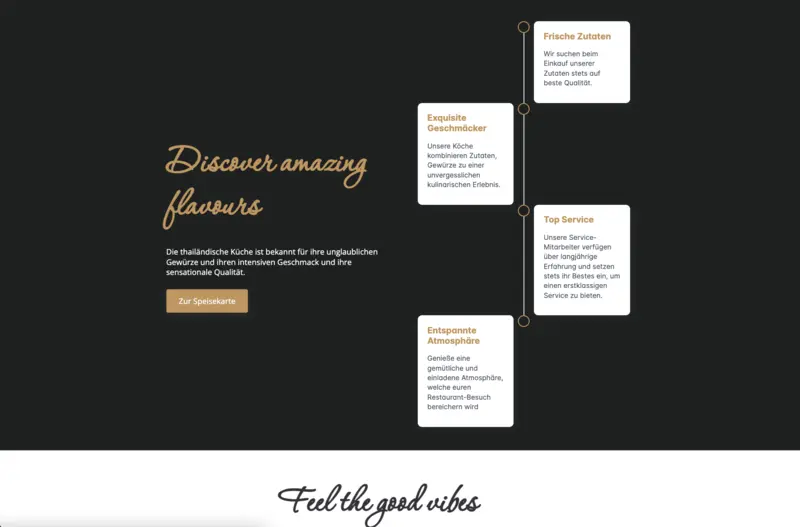 Discover amazing
flavours
Die thailändische Küche ist bekannt für ihre unglaublichen
Gewürze und ihren intensiven Geschmack und ihre
sensationale Qualität.
Zur Speisekarte
Frische Zutaten
Wir suchen beim
Einkauf unserer
Zutaten stets auf
beste Qualität.
Exquisite
Geschmäcker
Unsere Köche
kombinieren Zutaten,
Gewürze zu einer
unvergesslichen
kulinarischen Erlebnis.
Top Service
Unsere Service-
Mitarbeiter verfügen
über langjährige
Erfahrung und setzen
stets ihr Bestes ein, um
einen erstklassigen
Service zu bieten.
Entspannte
Atmosphäre
Genieße eine
gemütliche und
einladene Atmosphäre,
welche euren
Restaurant-Besuch
bereichern wird
Feel the good vibes